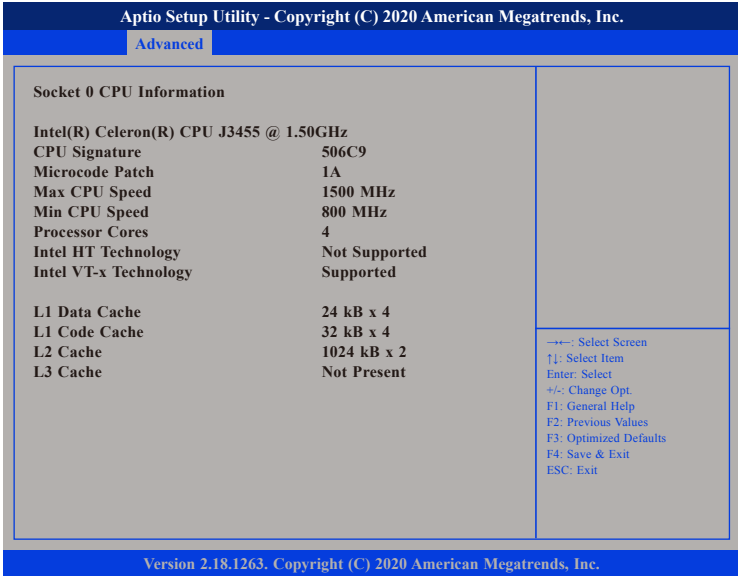 Aptio Setup Utility - Copyright (C) 2020 American Megatrends, Inc.
Advanced
Socket 0 CPU Information
Intel(R) Celeron(R) CPU J3455 @ 1.50GHz
CPU Signature 506C9
Microcode Patch 1A
Max CPU Speed 1500 MHz
Min CPU Speed 800 MHz
Processor Cores 4
Intel HT Technology Not Supported
Intel VT-x Technology Supported
L1 Data Cache 24 kB x 4
L1 Code Cache 32 kB x 4
L2 Cache 1024 kB x 2
L3 Cache Not Present
→←: Select Screen
↑↓: Select Item
Enter: Select
+/-: Change Opt.
F1: General Help
F2: Previous Values
F3: Optimized Defaults
F4: Save & Exit
ESC: Exit
Version 2.18.1263. Copyright (C) 2020 American Megatrends, Inc.